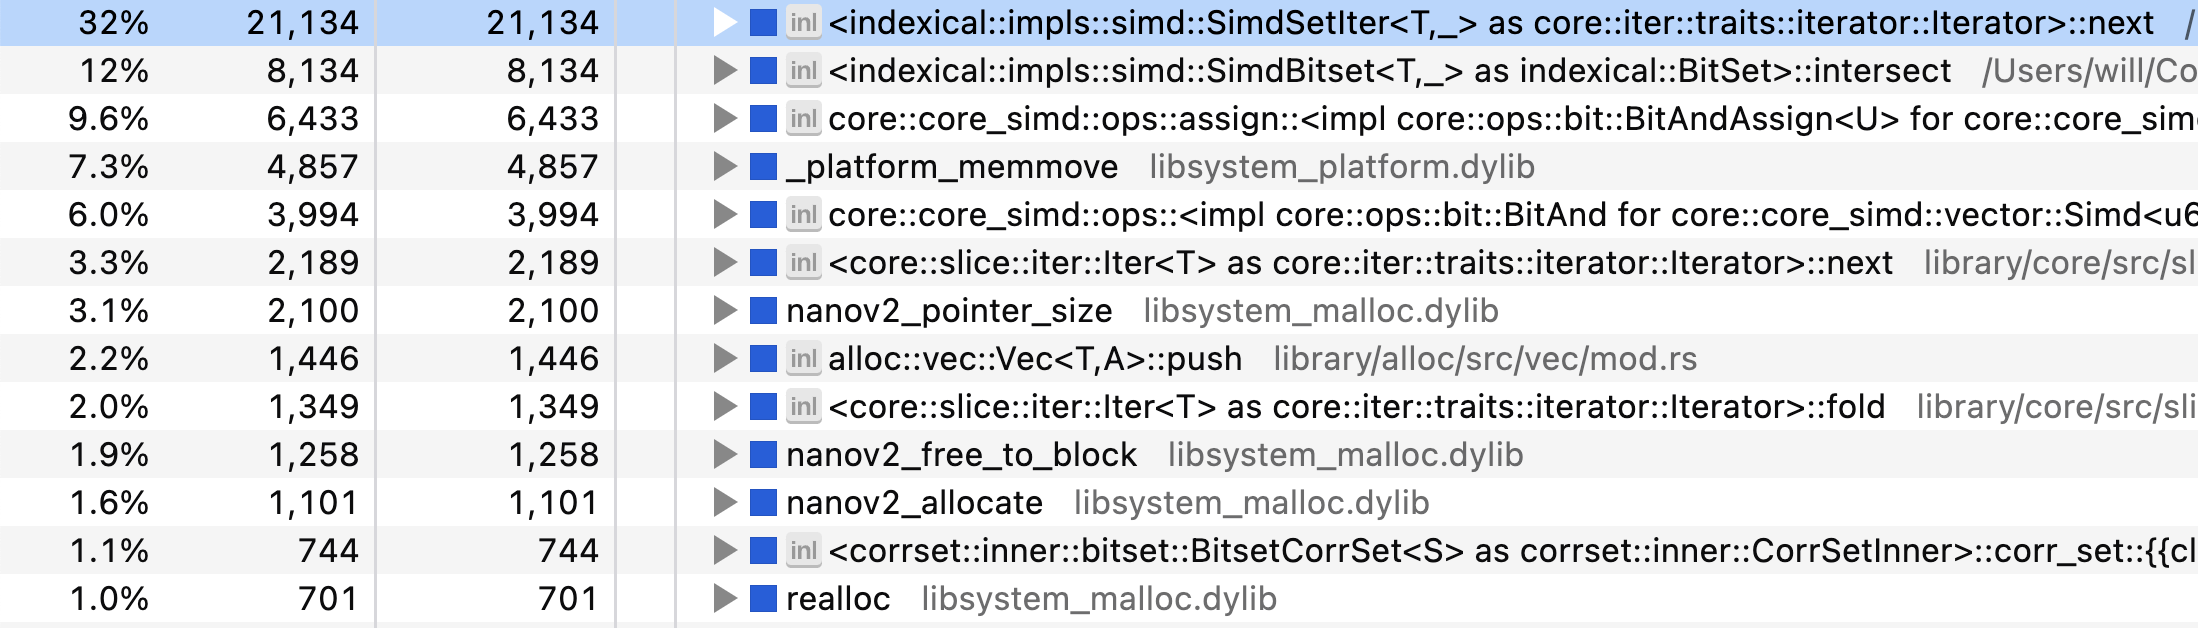 32% 21,134 21,134 inl <indexical::impls::simd::SimdSetIter<T,_> as core::iter::traits::iterator::Iterator>::next /
12% 8,134 8,134 inl <indexical::impls::simd::SimdBitset<T,_> as indexical::BitSet>::intersect /Users/will/Co
9.6% 6,433 6,433 inl core::core_simd::ops::assign::<impl core::ops::bit::BitAndAssign<U> for core::core_sim
7.3% 4,857 4,857 _platform_memmove libsystem_platform.dylib
6.0% 3,994 3,994 inl core::core_simd::ops::<impl core::ops::bit::BitAnd for core::core_simd::vector::Simd<u6
3.3% 2,189 2,189 inl <core::slice::iter::Iter<T> as core::iter::traits::iterator::Iterator>::next library/core/src/sl
3.1% 2,100 2,100 nanov2_pointer_size libsystem_malloc.dylib
2.2% 1,446 1,446 inl alloc::vec::Vec<T,A>::push library/alloc/src/vec/mod.rs
2.0% 1,349 1,349 inl <core::slice::iter::Iter<T> as core::iter::traits::iterator::Iterator>::fold library/core/src/sli
1.9% 1,258 1,258 nanov2_free_to_block libsystem_malloc.dylib
1.6% 1,101 1,101 nanov2_allocate libsystem_malloc.dylib
1.1% 744 744 inl <corrset::inner::bitset::BitsetCorrSet<S> as corrset::inner::CorrSetInner>::corr_set::{{cl
1.0% 701 701 realloc libsystem_malloc.dylib